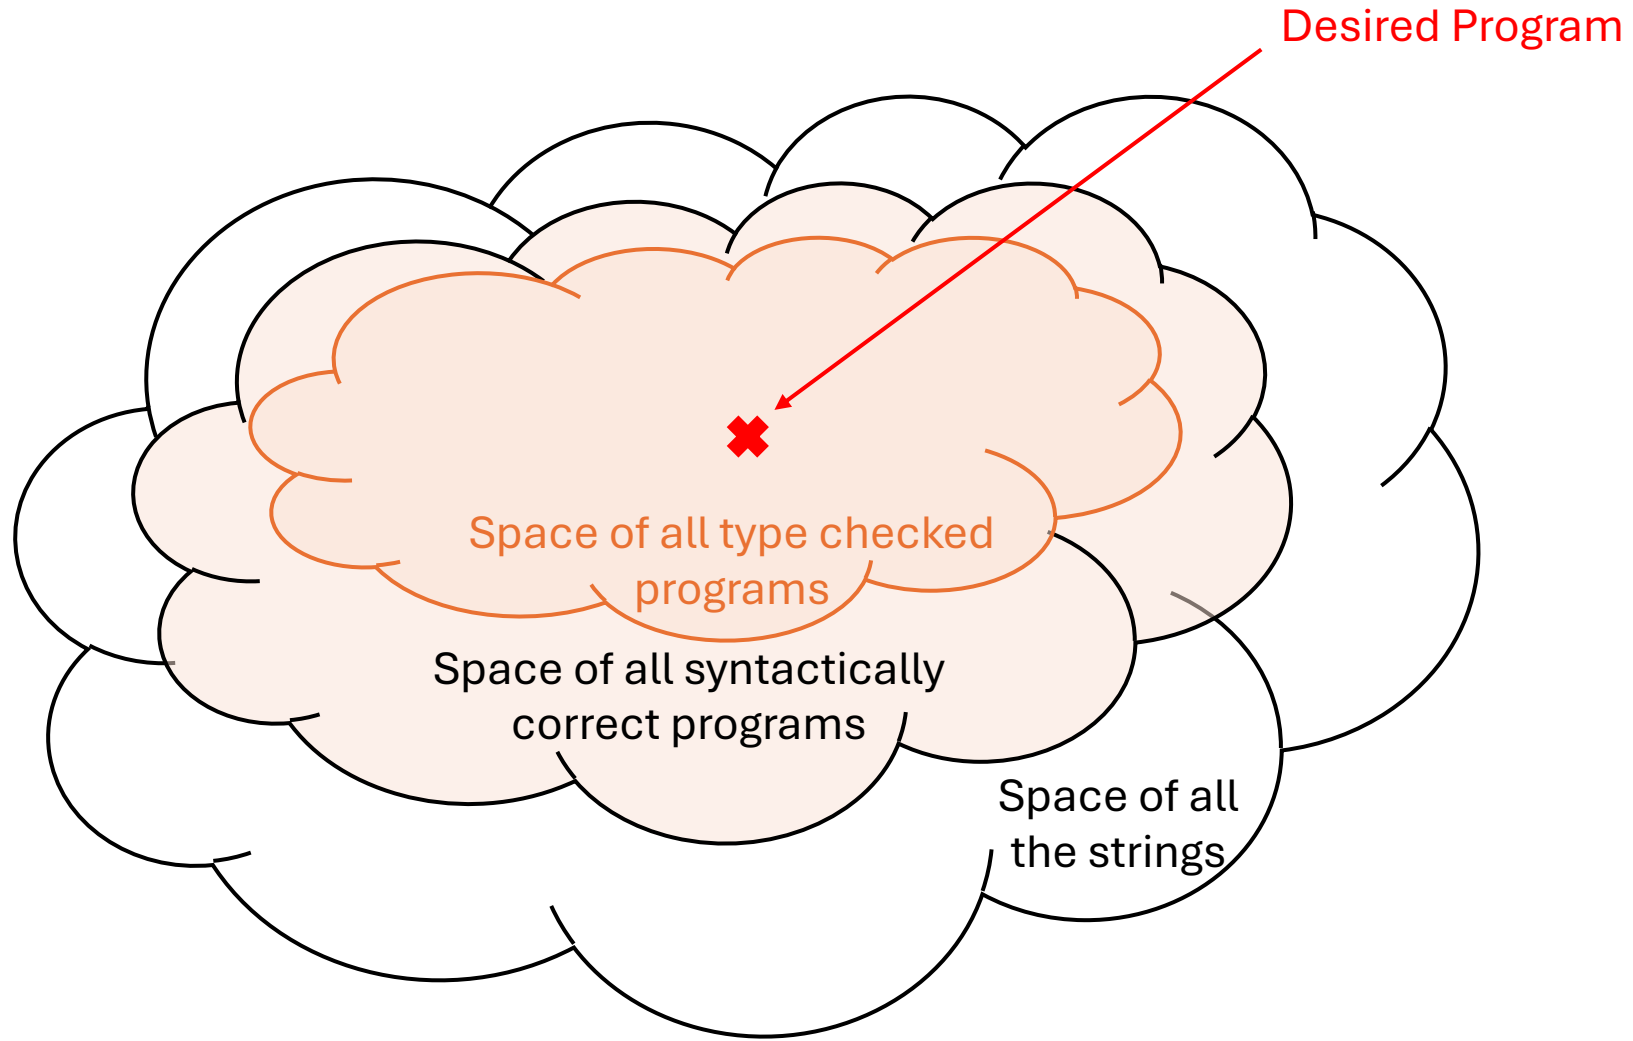 Desired Program
Space of all type checked
programs
Space of all syntactically
correct programs
Space of all
the strings